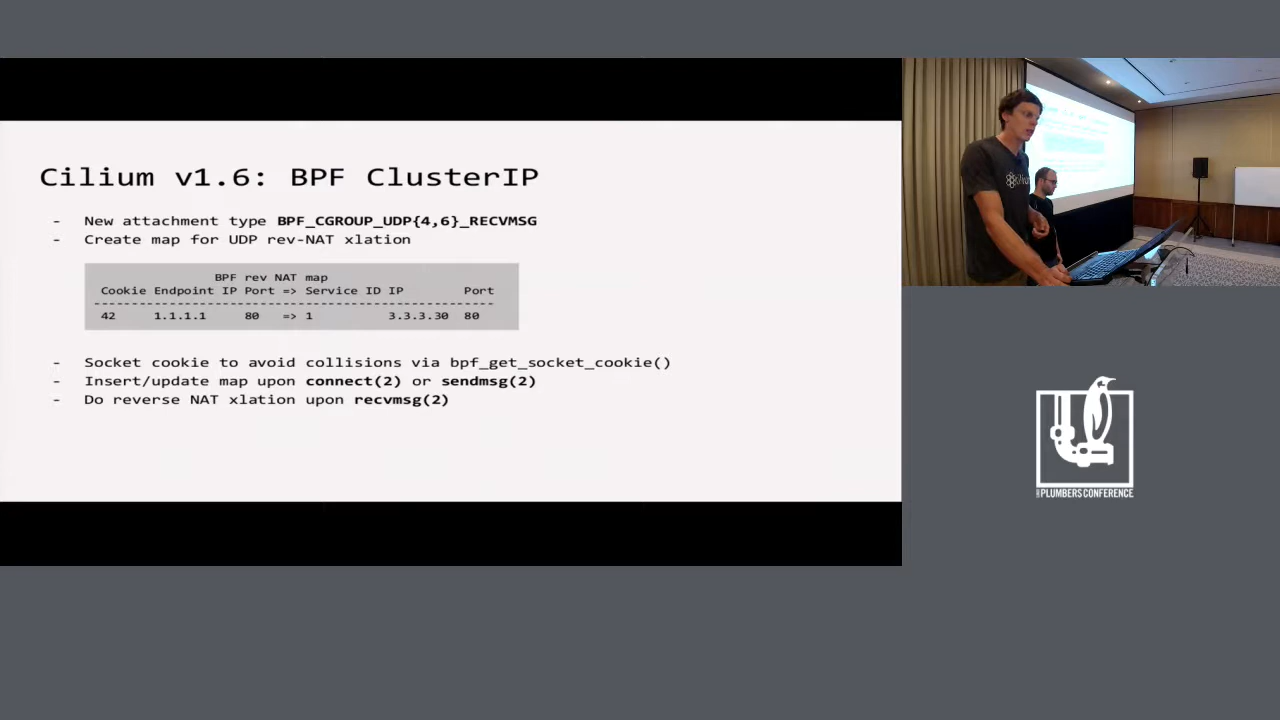 Cilium v1.6: BPF ClusterIP
- New attachment type BPF_CGROUP_UDP{4,6}_RECVMSG
- Create map for UDP rev-NAT xlation
BPF rev NAT map
Cookie Endpoint IP Port => Service ID IP Port
-----------------------------------------------------
42 1.1.1.1 80 => 1 3.3.3.30 80
- Socket cookie to avoid collisions via bpf_get_socket_cookie()
- Insert/update map upon connect(2) or sendmsg(2)
- Do reverse NAT xlation upon recvmsg(2)
PLUMBERS CONFERENCE